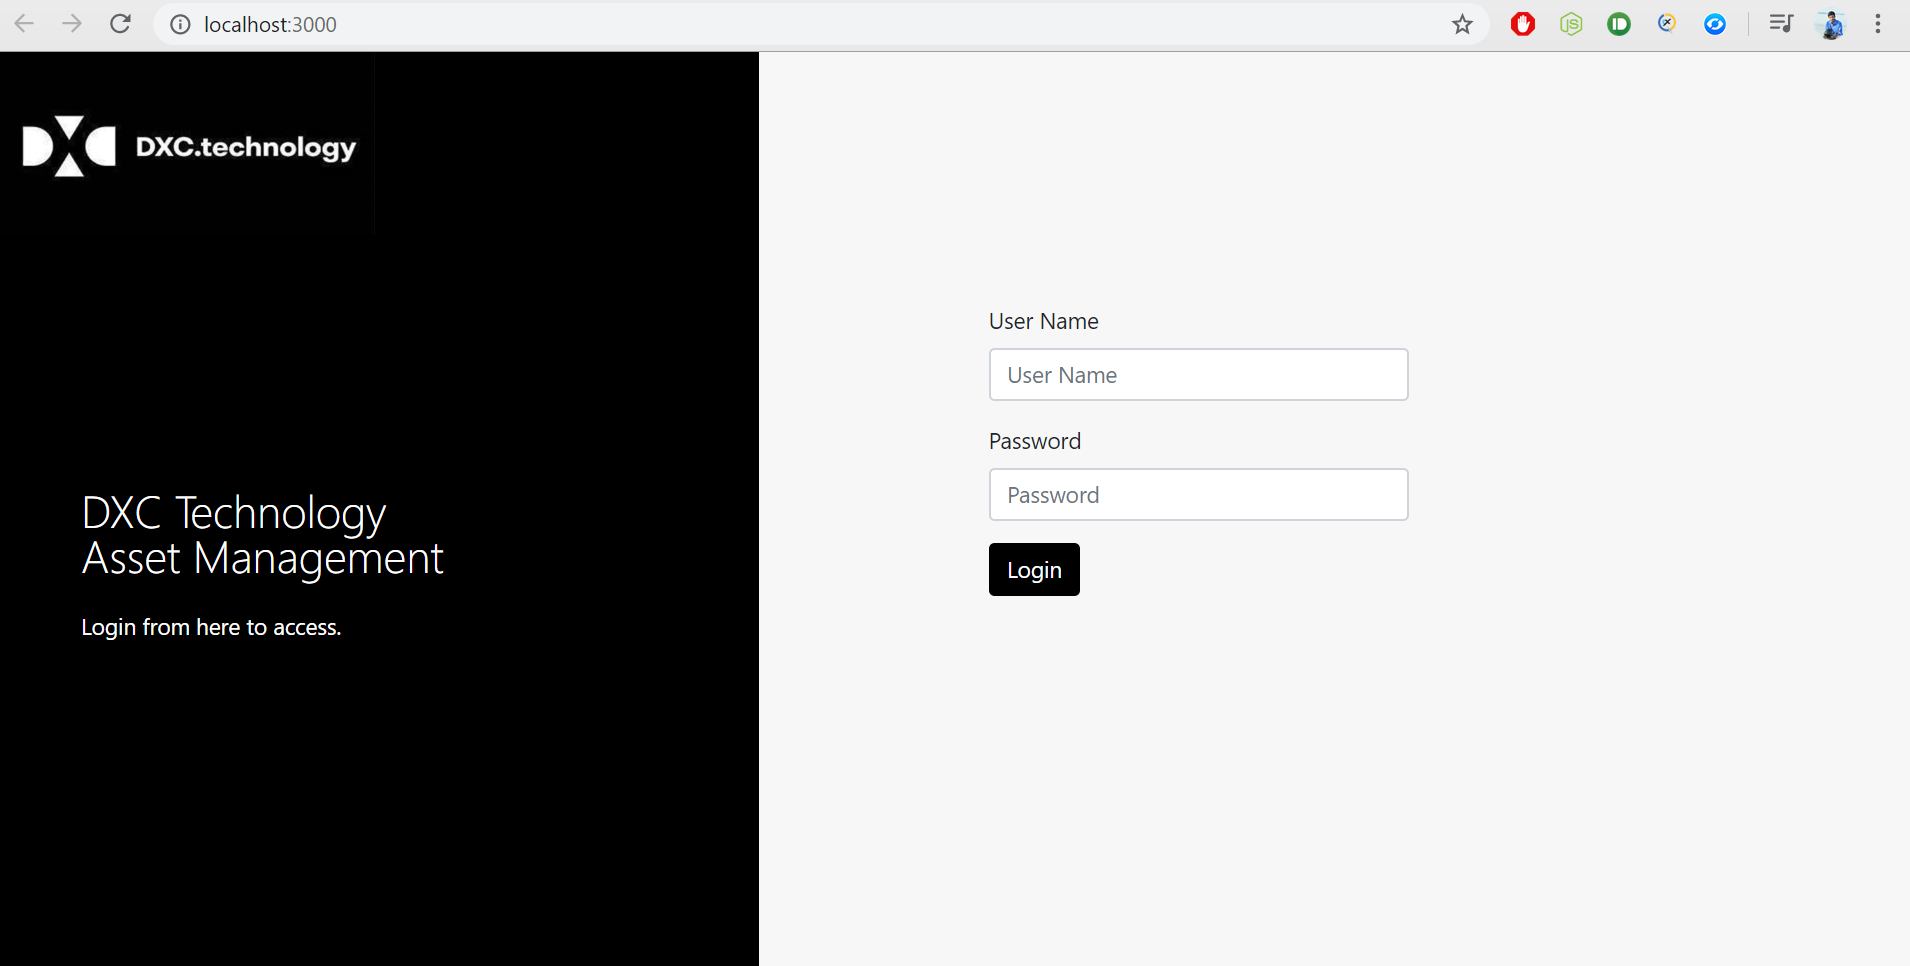 localhost:3000
DXC.technology
DXC Technology
Asset Management
Login from here to access.
User Name
User Name
Password
Password
Login